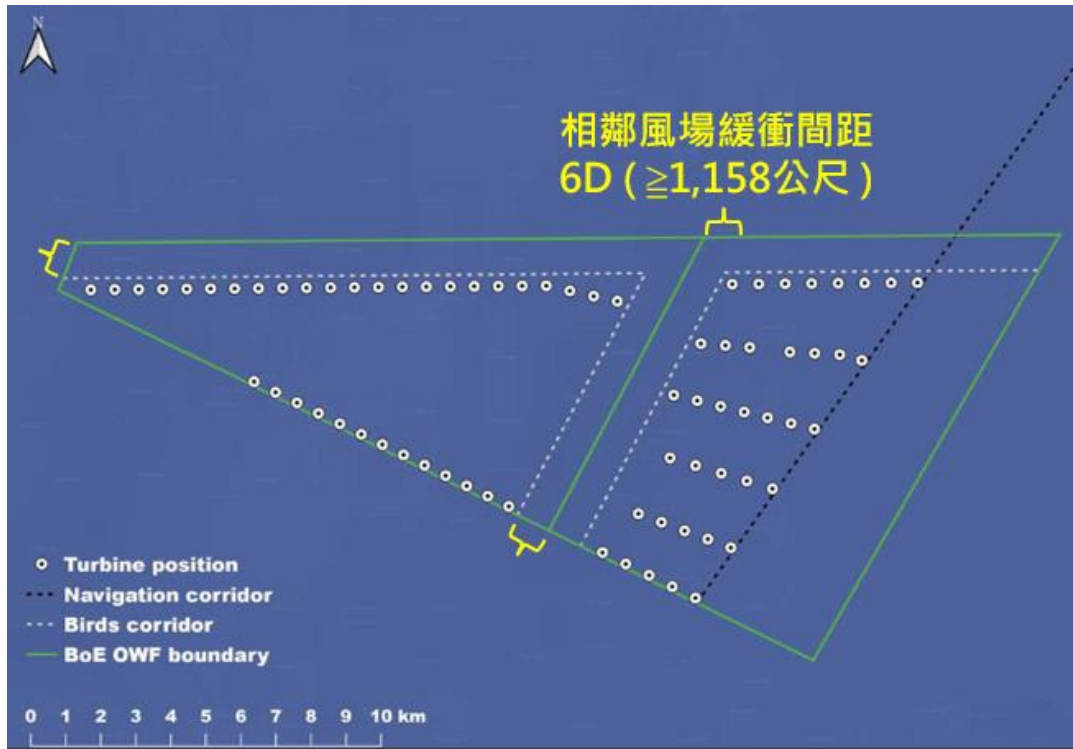 N
相鄰風場緩衝間距
6D ( ≧1,158公尺 )
Turbine position
Navigation corridor
Birds corridor
BoE OWF boundary
0 1 2 3 4 5 6 7 8 9 10 km